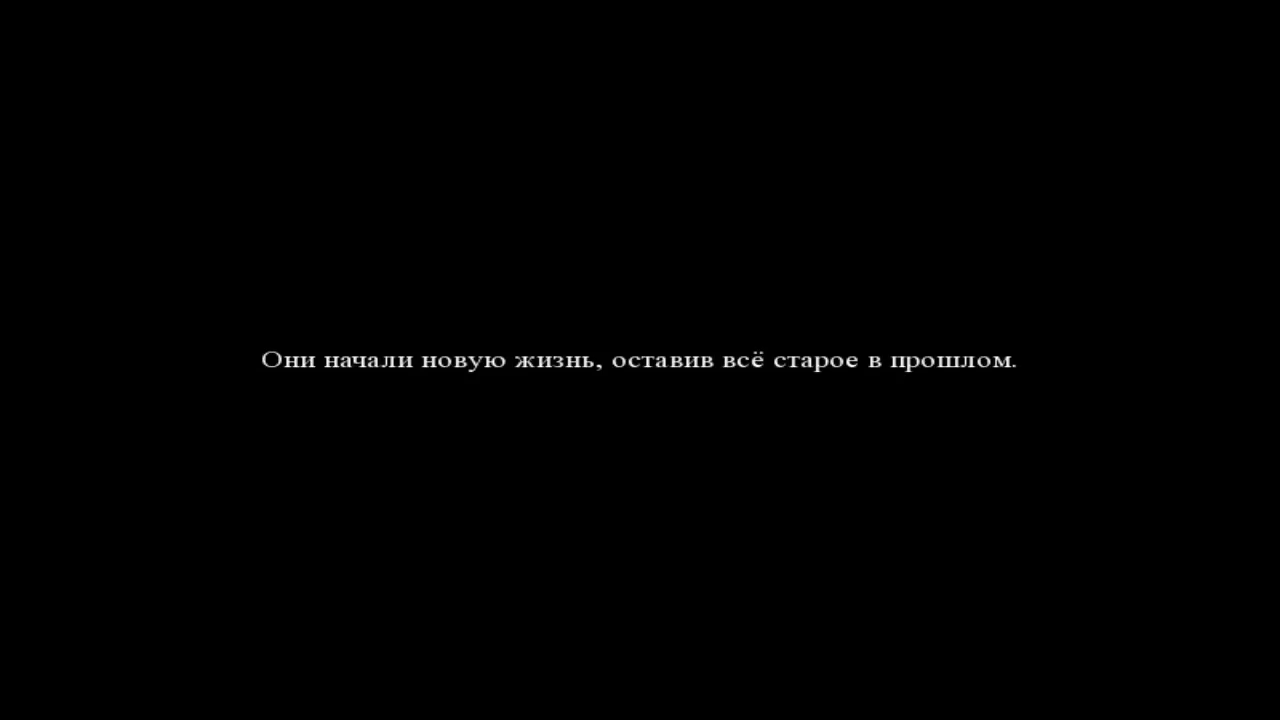 Они начали новую жизнь, оставив всё старое в прошлом.